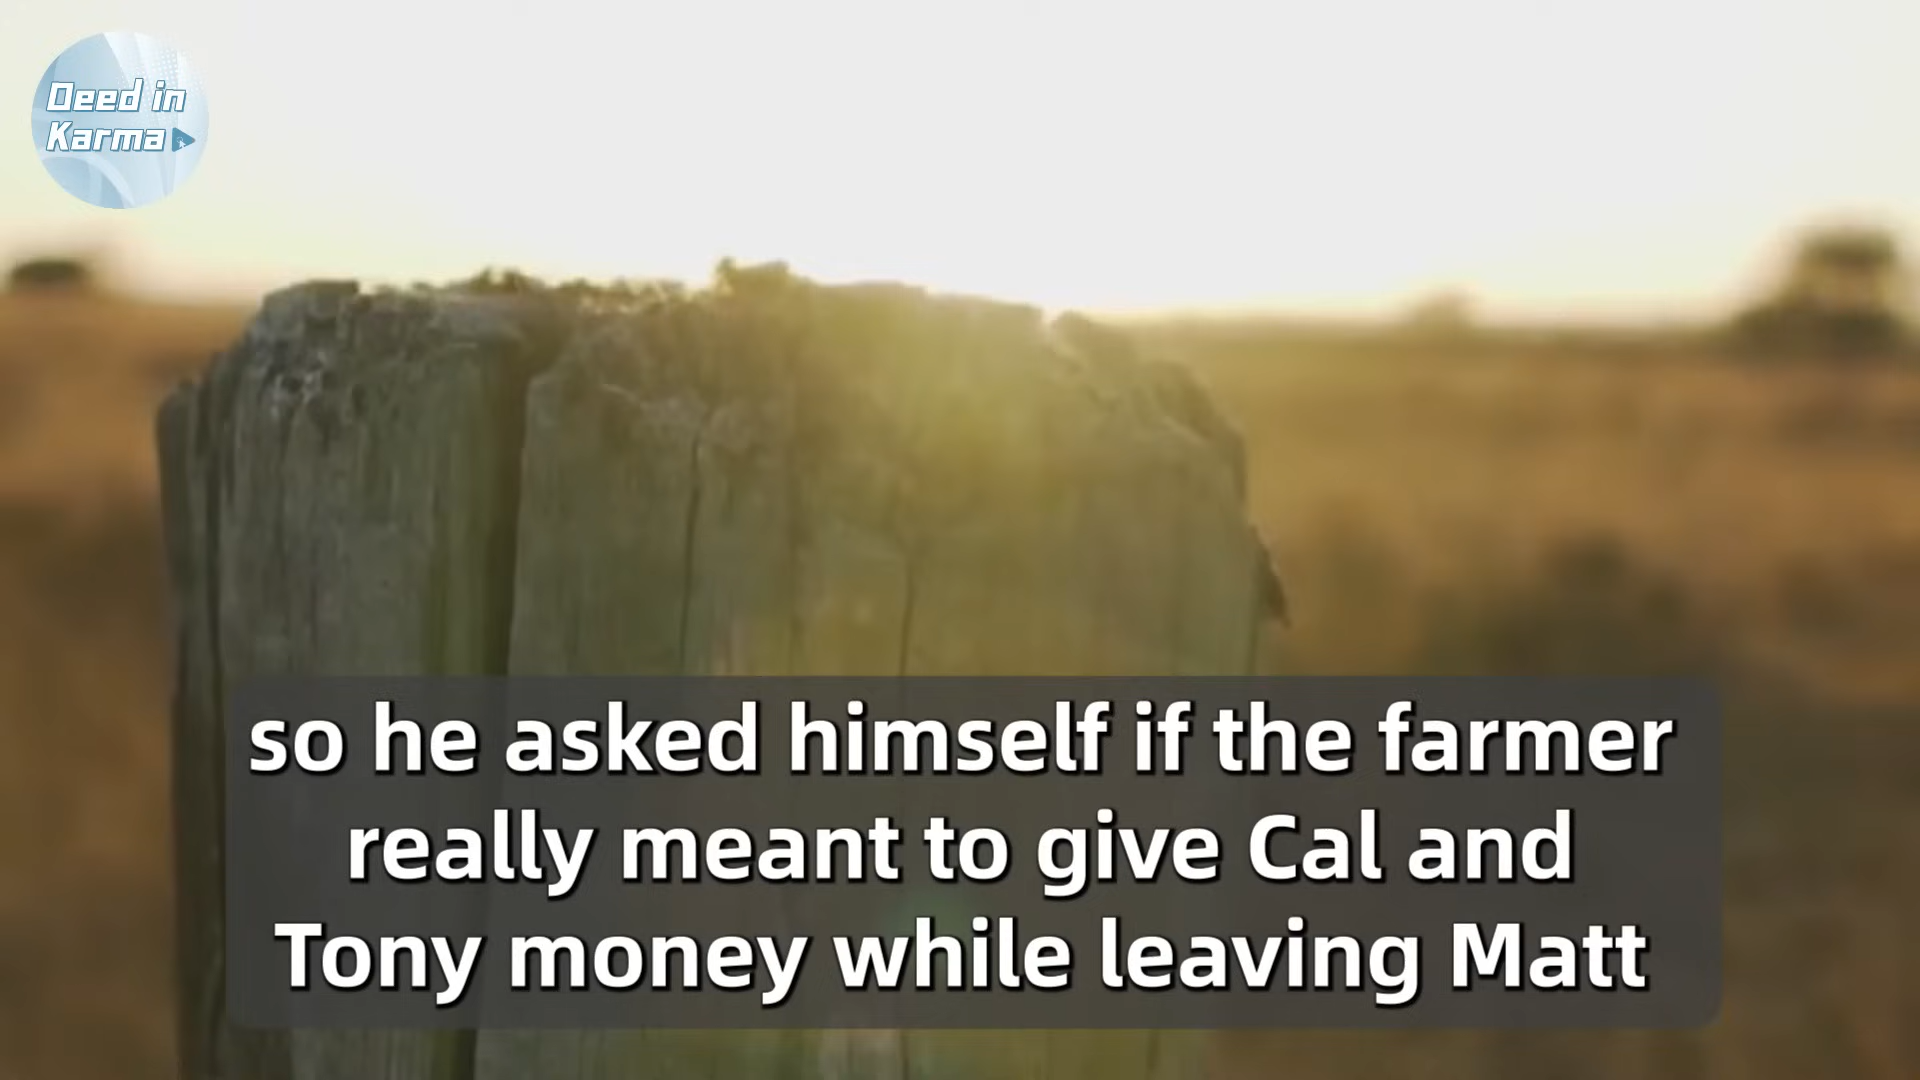 Deed in
Karma
so he asked himself if the farmer
really meant to give Cal and
Tony money while leaving Matt